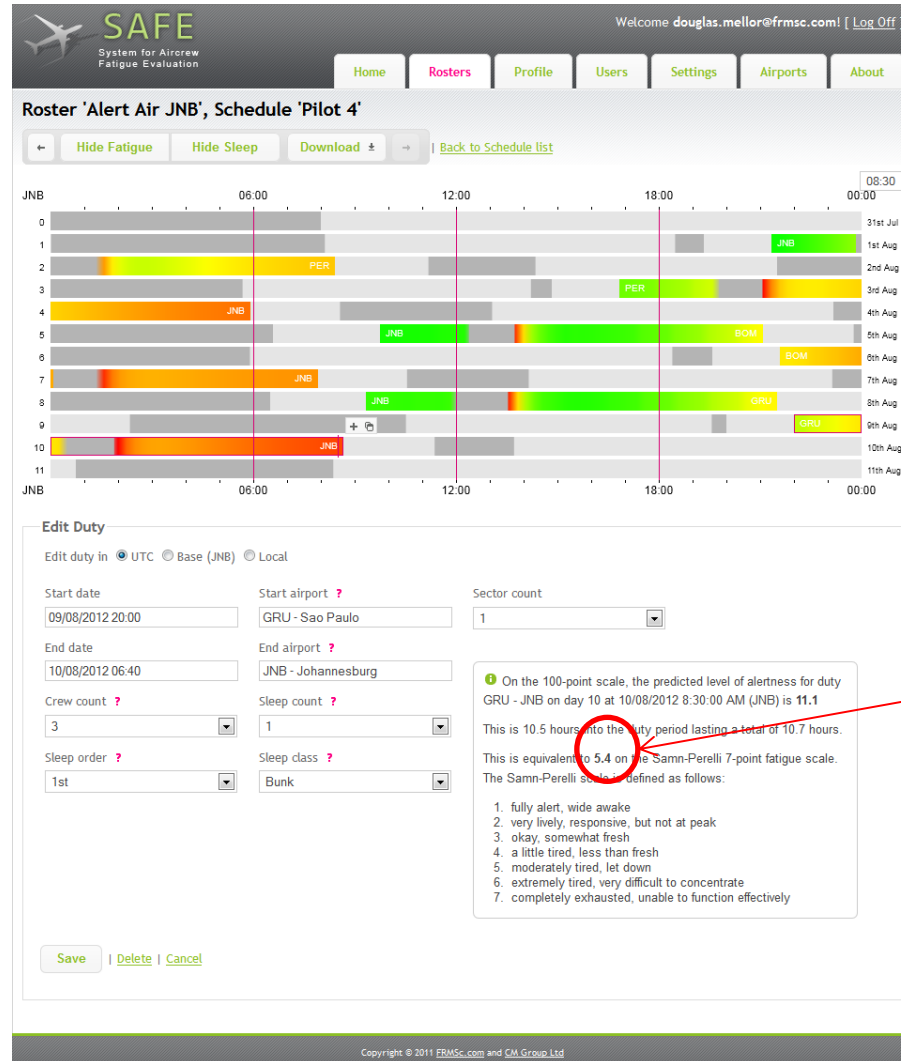 SAFE
System for Aircrew
Fatigue Evaluation
Welcome douglas.mellor@frmsc.com! [ Log Off ]
Home Rosters Profile Users Settings Airports About
Roster 'Alert Air JNB', Schedule 'Pilot 4'
← Hide Fatigue Hide Sleep Download → | Back to Schedule list
08:30
JNB 06:00 12:00 18:00 00:00
0 31st Jul
1 JNB 1st Aug
2 PER 2nd Aug
3 PER 3rd Aug
4 JNB 4th Aug
5 JNB BOM 5th Aug
6 BOM 6th Aug
7 JNB 7th Aug
8 JNB GRU 8th Aug
9 + GRU 9th Aug
10 JNB 10th Aug
11 11th Aug
JNB 06:00 12:00 18:00 00:00
Edit Duty
Edit duty in UTC Base (JNB) Local
Start date Start airport ? Sector count
09/08/2012 20:00 GRU - Sao Paulo 1
End date End airport ?
10/08/2012 06:40 JNB - Johannesburg
Crew count ? Sleep count ?
3 1
Sleep order ? Sleep class ?
1st Bunk
On the 100-point scale, the predicted level of alertness for duty
GRU - JNB on day 10 at 10/08/2012 8:30:00 AM (JNB) is 11.1
This is 10.5 hours into the duty period lasting a total of 10.7 hours.
This is equivalent to 5.4 on the Samn-Perelli 7-point fatigue scale.
The Samn-Perelli scale is defined as follows:
1. fully alert, wide awake
2. very lively, responsive, but not at peak
3. okay, somewhat fresh
4. a little tired, less than fresh
5. moderately tired, let down
6. extremely tired, very difficult to concentrate
7. completely exhausted, unable to function effectively
Save | Delete | Cancel
Copyright © 2011 FRMSc.com and CM Group Ltd